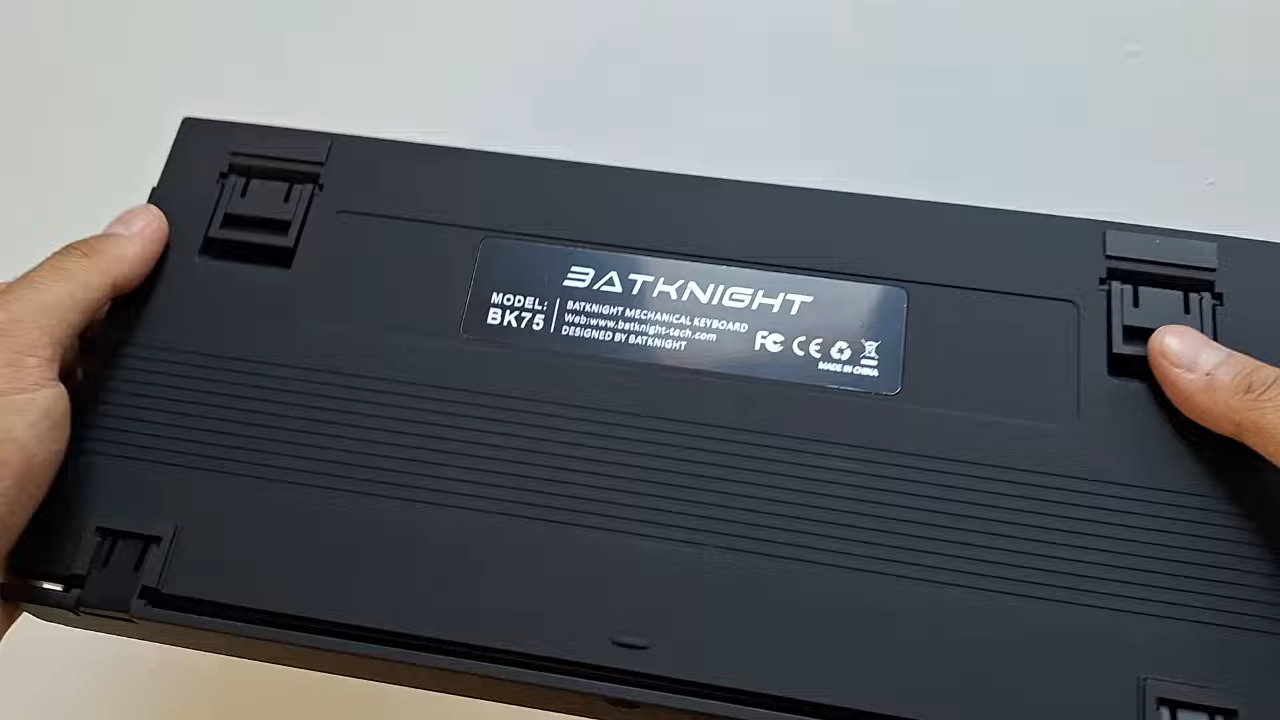 BATKNIGHT
MODEL:
BK75
BATKNIGHT MECHANICAL KEYBOARD
Web:www.batknight-tech.com
DESIGNED BY BATKNIGHT
FC CE
MADE IN CHINA